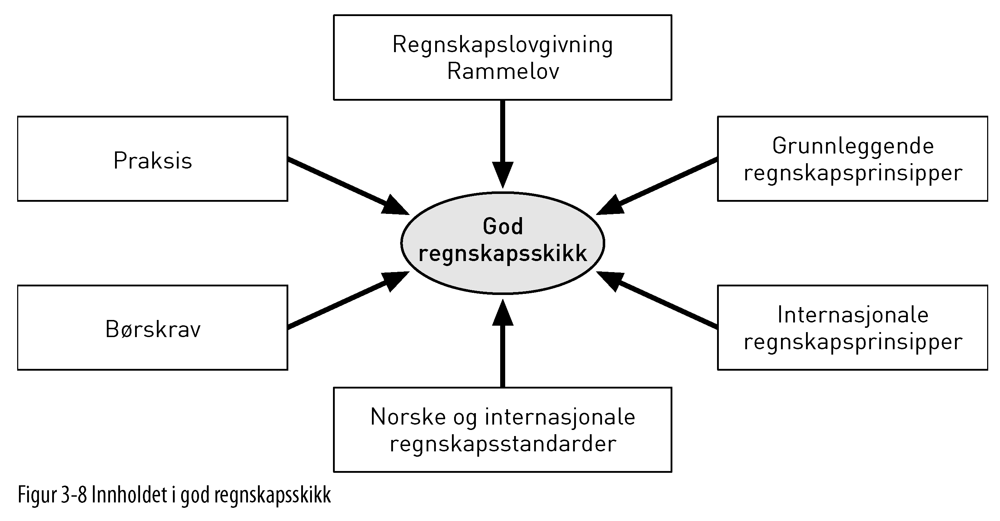 Regnskapslovgivning
Rammelov
Praksis
Grunnleggende
regnskapsprinsipper
God
regnskapsskikk
Børskrav
Internasjonale
regnskapsprinsipper
Norske og internasjonale
regnskapsstandarder
Figur 3-8 Innholdet i god regnskapsskikk